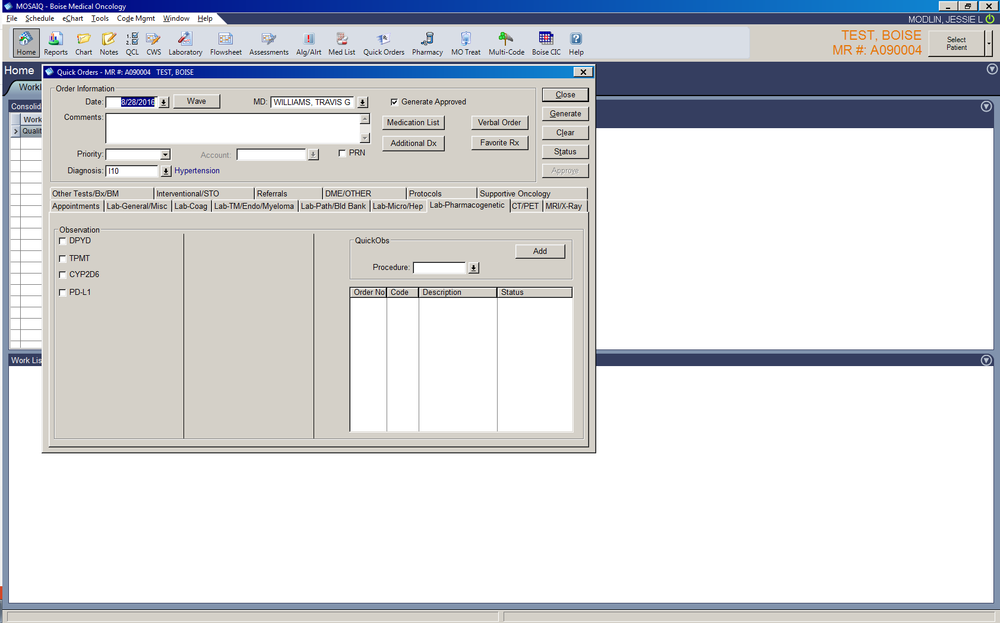 MOSAIQ - Boise Medical Oncology
File Schedule eChart Tools Code Mgmt Window Help
MODLIN, JESSIE L
Home Reports Chart Notes QCL CWS Laboratory Flowsheet Assessments Alg/Alrt Med List Quick Orders Pharmacy MO Treat Multi-Code Boise CIC Help
TEST, BOISE
MR #: A090004
Select
Patient
Home
Quick Orders - MR #: A090004 TEST, BOISE
Order Information
Date: 8/28/2016 Wave MD: WILLIAMS, TRAVIS G Generate Approved
Close
Comments:
Generate
Medication List Verbal Order
Clear
Additional Dx Favorite Rx
Status
Priority: Account: PRN
Diagnosis: I10 Hypertension
Approve
Other Tests/Bx/BM Interventional/STO Referrals DME/OTHER Protocols Supportive Oncology
Appointments Lab-General/Misc Lab-Coag Lab-TM/Endo/Myeloma Lab-Path/Bld Bank Lab-Micro/Hep Lab-Pharmacogenetic CT/PET MRI/X-Ray
Observation
DPYD
TPMT
CYP2D6
PD-L1
QuickObs
Add
Procedure:
Order No Code Description Status
Consolid
Work
Qualit
Work Lis